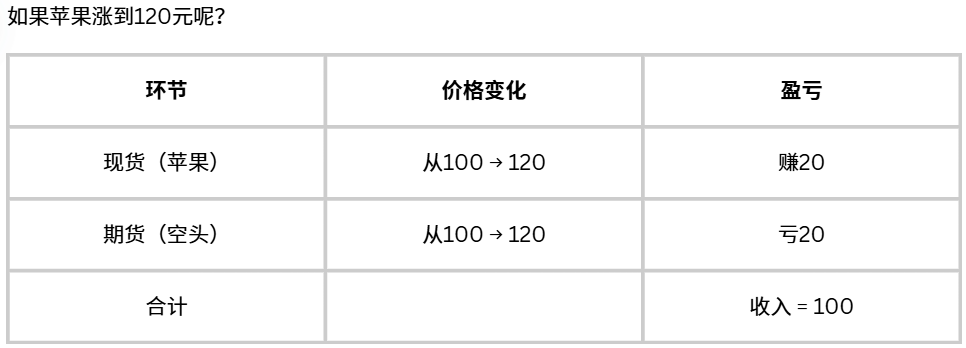 如果苹果涨到120元呢？
环节 价格变化 盈亏
现货（苹果） 从100 → 120 赚20
期货（空头） 从100 → 120 亏20
合计 收入 = 100